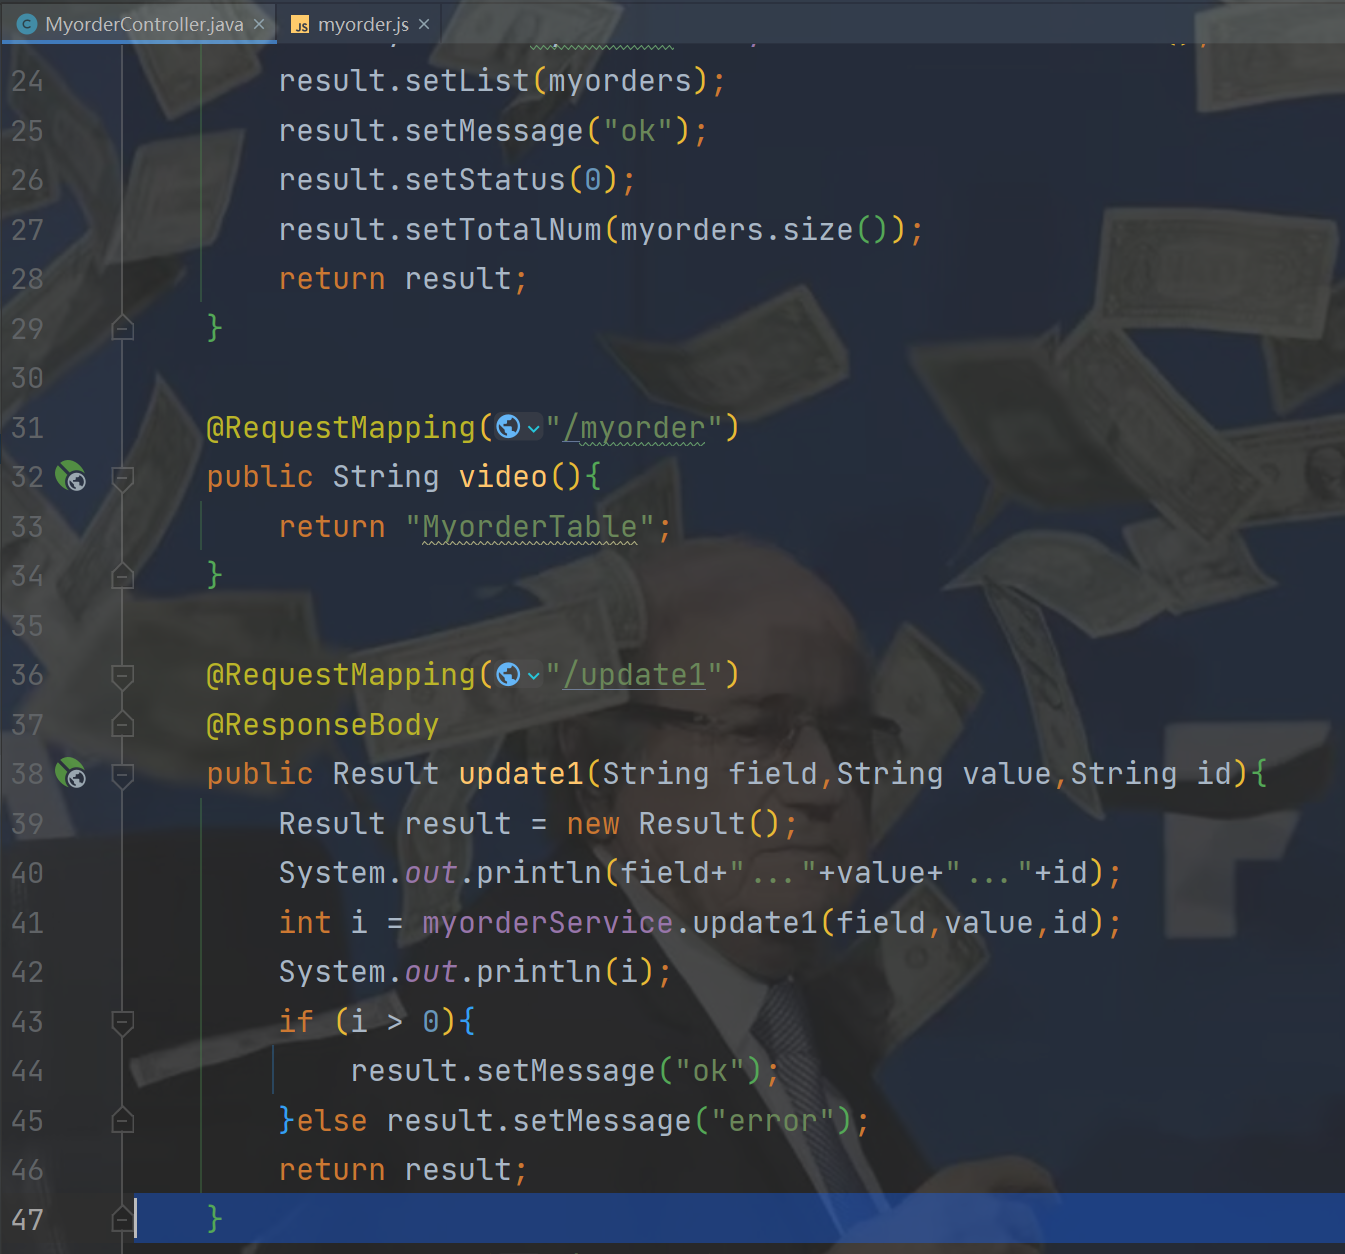 MyorderController.java
myorder.js
24 result.setList(myorders);
25 result.setMessage("ok");
26 result.setStatus(0);
27 result.setTotalNum(myorders.size());
28 return result;
29 }
30
31 @RequestMapping("/myorder")
32 public String video(){
33 return "MyorderTable";
34 }
35
36 @RequestMapping("/update1")
37 @ResponseBody
38 public Result update1(String field,String value,String id){
39 Result result = new Result();
40 System.out.println(field+"..."+value+"..."+id);
41 int i = myorderService.update1(field,value,id);
42 System.out.println(i);
43 if (i > 0){
44 result.setMessage("ok");
45 }else result.setMessage("error");
46 return result;
47 }